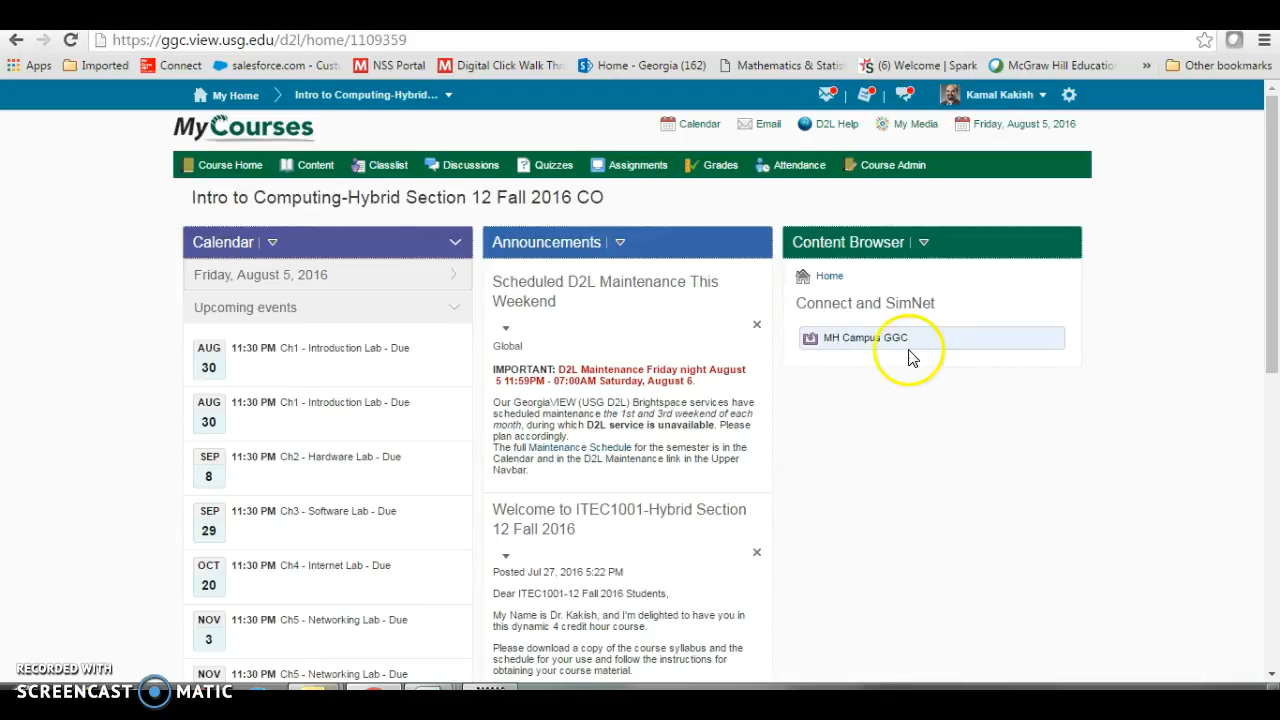 https://ggc.view.usg.edu/d2l/home/1109359
Apps Imported Connect salesforce.com - Cust NSS Portal Digital Click Walk Th Home - Georgia (162) Mathematics & Statis (6) Welcome | Spark McGraw Hill Educatio » Other bookmarks
My Home Intro to Computing-Hybrid... Kamal Kakish
MyCourses
Calendar Email D2L Help My Media Friday, August 5, 2016
Course Home Content Classlist Discussions Quizzes Assignments Grades Attendance Course Admin
Intro to Computing-Hybrid Section 12 Fall 2016 CO
Calendar
Friday, August 5, 2016
Upcoming events
AUG 30 11:30 PM Ch1 - Introduction Lab - Due
AUG 30 11:30 PM Ch1 - Introduction Lab - Due
SEP 8 11:30 PM Ch2 - Hardware Lab - Due
SEP 29 11:30 PM Ch3 - Software Lab - Due
OCT 20 11:30 PM Ch4 - Internet Lab - Due
NOV 3 11:30 PM Ch5 - Networking Lab - Due
NOV 11:30 PM Ch5 - Networking Lab - Due
Announcements
Scheduled D2L Maintenance This
Weekend
Global
IMPORTANT: D2L Maintenance Friday night August
5 11:59PM - 07:00AM Saturday, August 6.
Our GeorgiaVIEW (USG D2L) Brightspace services have
scheduled maintenance the 1st and 3rd weekend of each
month, during which D2L service is unavailable. Please
plan accordingly.
The full Maintenance Schedule for the semester is in the
Calendar and in the D2L Maintenance link in the Upper
Navbar.
Welcome to ITEC1001-Hybrid Section
12 Fall 2016
Posted Jul 27, 2016 5:22 PM
Dear ITEC1001-12 Fall 2016 Students,
My Name is Dr. Kakish, and I'm delighted to have you in
this dynamic 4 credit hour course.
Please download a copy of the course syllabus and the
schedule for your use and follow the instructions for
obtaining your course material.
Content Browser
Home
Connect and SimNet
MH Campus GGC
RECORDED WITH
SCREENCAST MATIC